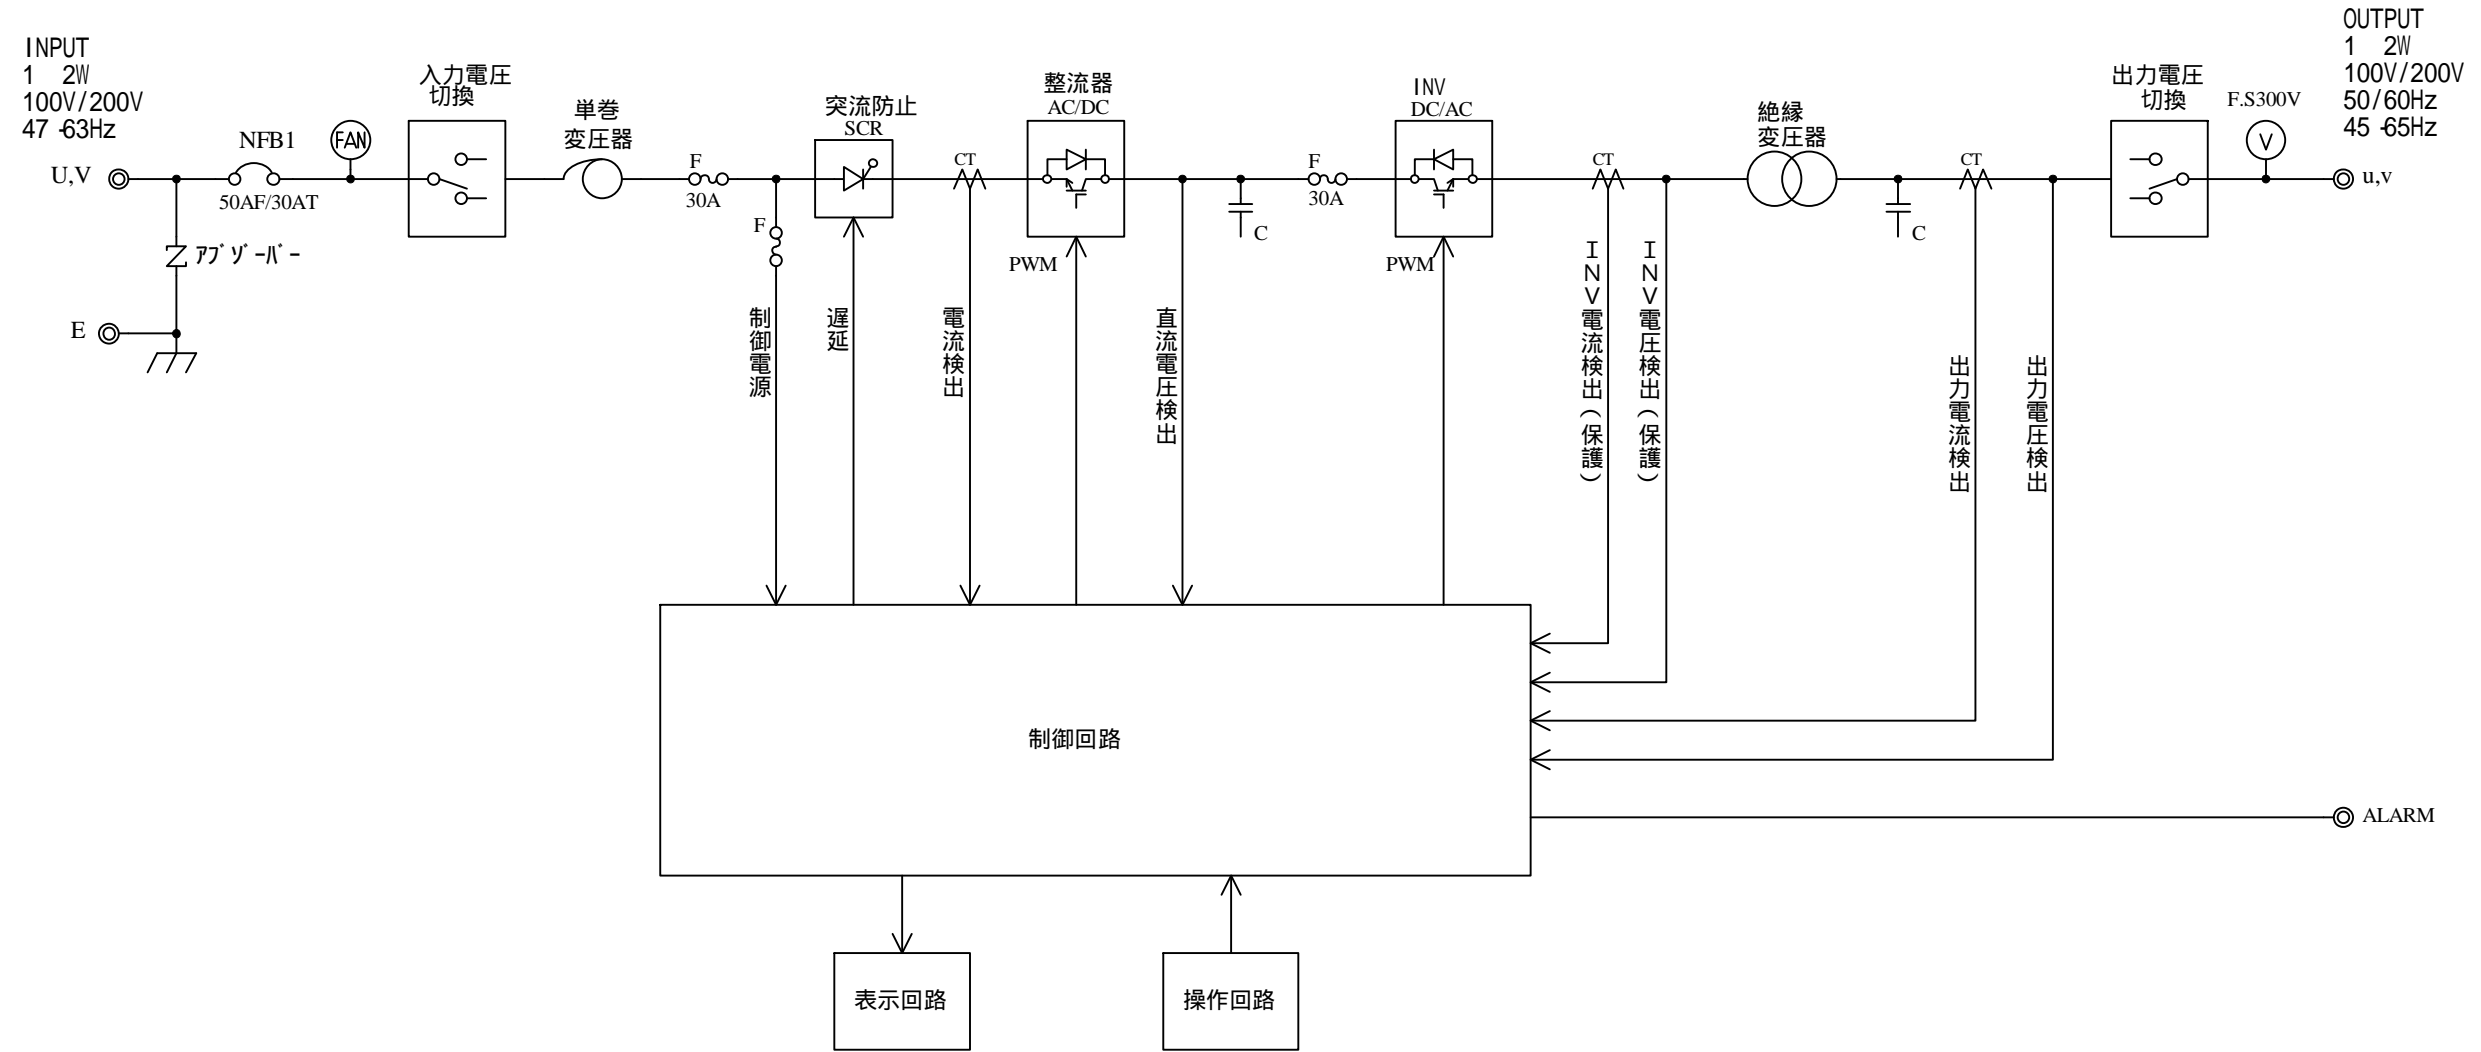 INPUT
1 2W
100V/200V
47 -63Hz
U,V
NFB1
50AF/30AT
FAN
アブゾーバー
E
入力電圧
切換
単巻
変圧器
F
30A
F
突流防止
SCR
CT
整流器
AC/DC
PWM
C
F
30A
INV
DC/AC
PWM
CT
絶縁
変圧器
C
CT
出力電圧
切換
F.S300V
V
OUTPUT
1 2W
100V/200V
50/60Hz
45 -65Hz
u,v
制御電源
遅延
電流検出
直流電圧検出
INV電流検出(保護)
INV電圧検出(保護)
出力電流検出
出力電圧検出
制御回路
ALARM
表示回路
操作回路